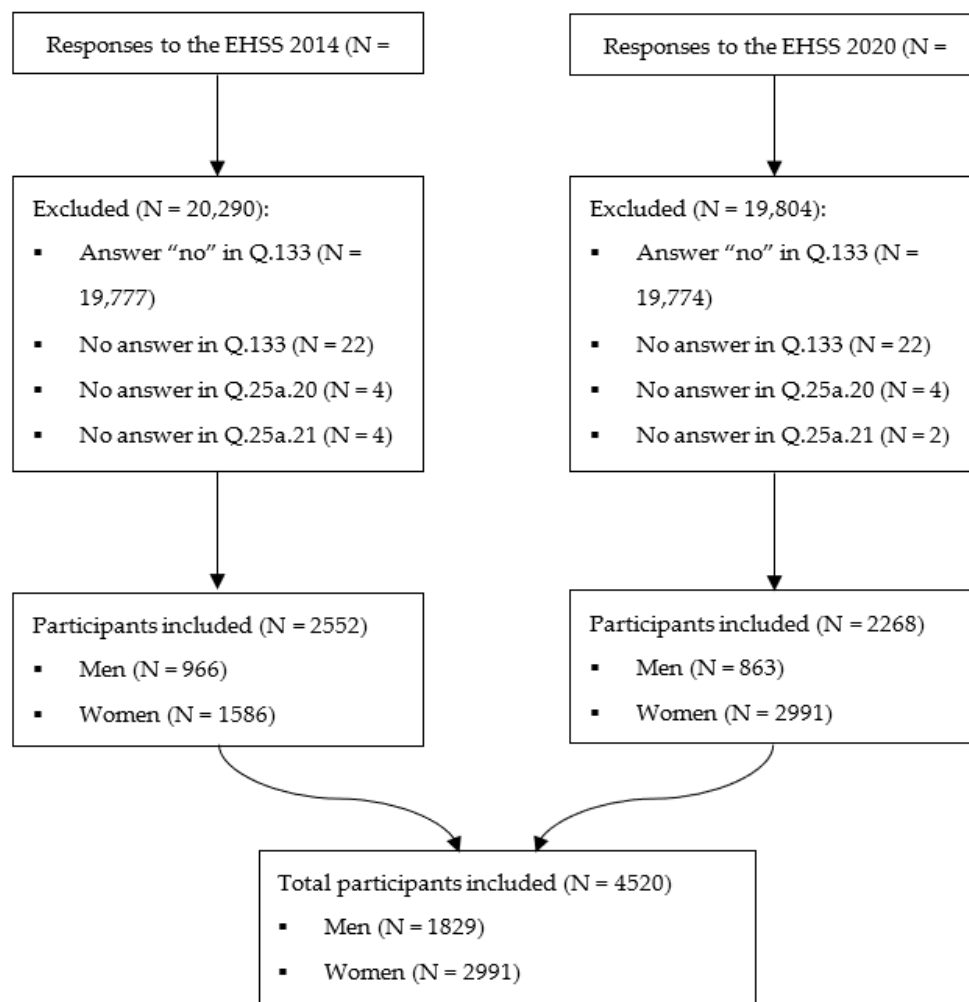 Responses to the EHSS 2014 (N =
Excluded (N = 20,290):
▪ Answer “no” in Q.133 (N =
19,777)
▪ No answer in Q.133 (N = 22)
▪ No answer in Q.25a.20 (N = 4)
▪ No answer in Q.25a.21 (N = 4)
Participants included (N = 2552)
▪ Men (N = 966)
▪ Women (N = 1586)
Responses to the EHSS 2020 (N =
Excluded (N = 19,804):
▪ Answer “no” in Q.133 (N =
19,774)
▪ No answer in Q.133 (N = 22)
▪ No answer in Q.25a.20 (N = 4)
▪ No answer in Q.25a.21 (N = 2)
Participants included (N = 2268)
▪ Men (N = 863)
▪ Women (N = 2991)
Total participants included (N = 4520)
▪ Men (N = 1829)
▪ Women (N = 2991)